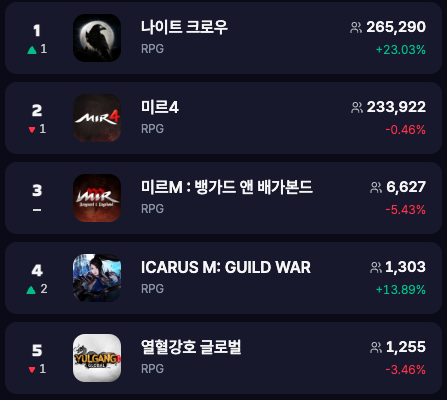 1
▲ 1
나이트 크로우
RPG
265,290
+23.03%
2
▼ 1
MIR4
미르4
RPG
233,922
-0.46%
3
–
MIR
미르M : 뱅가드 앤 배가본드
RPG
6,627
-5.43%
4
▲ 2
ICARUS M: GUILD WAR
RPG
1,303
+13.89%
5
▼ 1
YULGANG
GLOBAL
열혈강호 글로벌
RPG
1,255
-3.46%